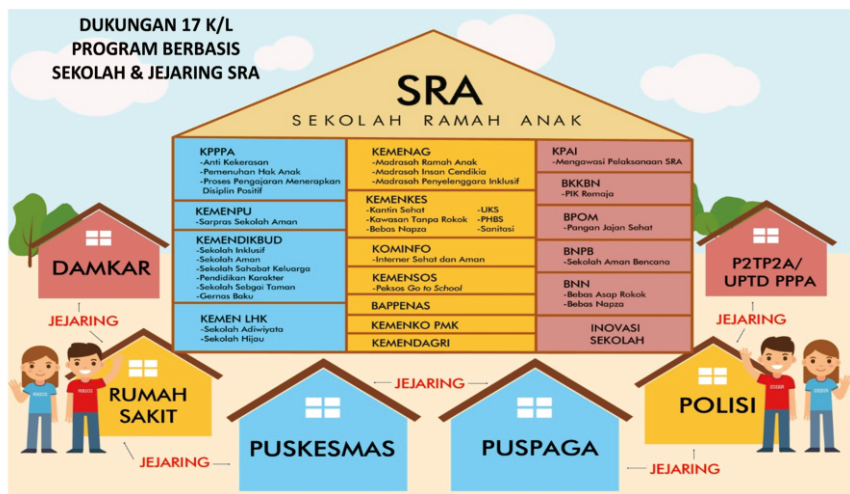 DUKUNGAN 17 K/L
PROGRAM BERBASIS
SEKOLAH & JEJARING SRA
SRA
SEKOLAH RAMAH ANAK
KPPPA
-Anti Kekerasan
-Pemenuhan Hak Anak
-Proses Pengajaran Menerapkan
Disiplin Positif
KEMENPU
-Sarpras Sekolah Aman
KEMENDIKBUD
-Sekolah Inklusif
-Sekolah Aman
-Sekolah Sahabat Keluarga
-Pendidikan Karakter
-Sekolah Sebgai Taman
-Gernas Baku
KEMEN LHK
-Sekolah Adiwiyata
-Sekolah Hijau
KEMENAG
-Madrasah Ramah Anak
-Madrasah Insan Cendikia
-Madrasah Penyelenggara Inklusif
KEMENKES
-Kantin Sehat
-Kawasan Tanpa Rokok
-Bebas Napza
-UKS
-PHBS
-Sanitasi
KOMINFO
-Interner Sehat dan Aman
KEMENSOS
-Peksos Go to School
BAPPENAS
KEMENKO PMK
KEMENDAGRI
KPAI
-Mengawasi Pelaksanaan SRA
BKKBN
-PIK Remaja
BPOM
-Pangan Jajan Sehat
BNPB
-Sekolah Aman Bencana
BNN
-Bebas Asap Rokok
-Bebas Napza
INOVASI
SEKOLAH
DAMKAR
JEJARING
RUMAH
SAKIT
JEJARING
PUSKESMAS
JEJARING
PUSPAGA
JEJARING
POLISI
JEJARING
P2TP2A/
UPTD PPPA